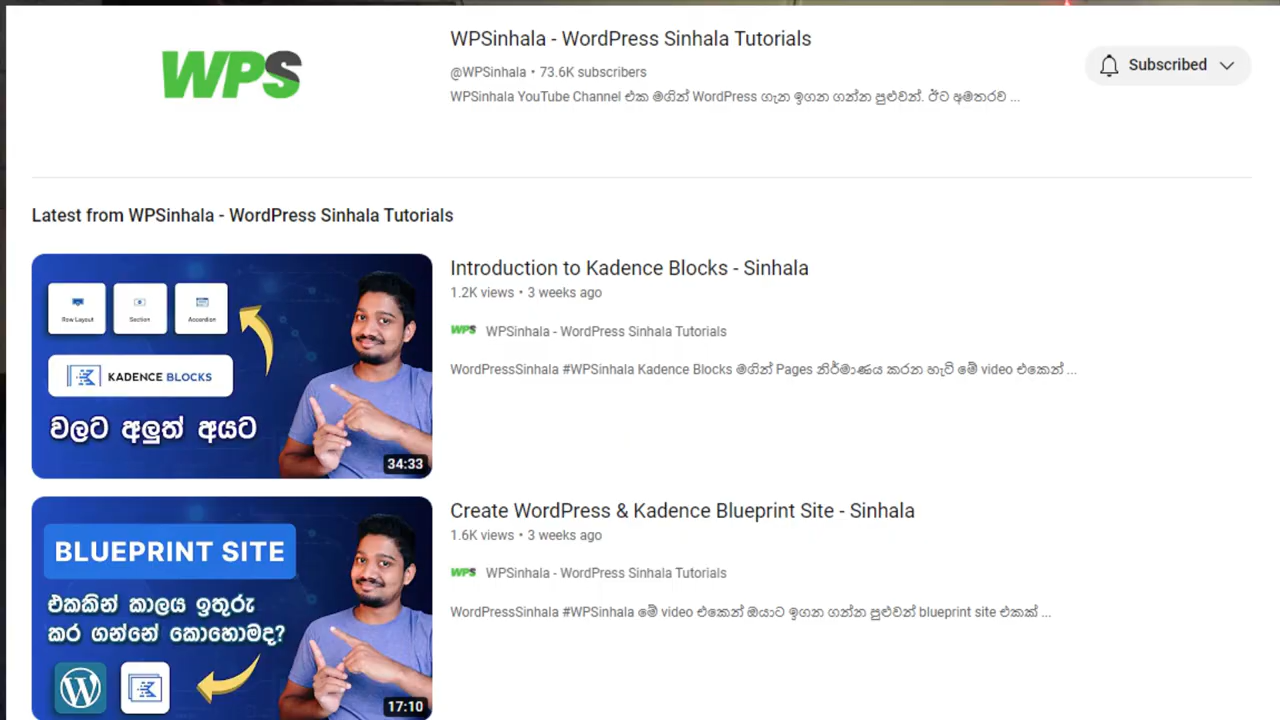 WPS
WPSinhala - WordPress Sinhala Tutorials
@WPSinhala • 73.6K subscribers
WPSinhala YouTube Channel එක මගින් WordPress ගැන ඉගන ගන්න පුළුවන්. ඊට අමතරව ...
Subscribed
Latest from WPSinhala - WordPress Sinhala Tutorials
Row Layout
Section
Accordion
KADENCE BLOCKS
වලට අලුත් අයට
34:33
Introduction to Kadence Blocks - Sinhala
1.2K views • 3 weeks ago
WPS WPSinhala - WordPress Sinhala Tutorials
WordPressSinhala #WPSinhala Kadence Blocks මගින් Pages නිර්මාණය කරන හැටි මේ video එකෙන් ...
BLUEPRINT SITE
එකකින් කාලය ඉතුරු
කර ගන්නේ කොහොමද?
17:10
Create WordPress & Kadence Blueprint Site - Sinhala
1.6K views • 3 weeks ago
WPS WPSinhala - WordPress Sinhala Tutorials
WordPressSinhala #WPSinhala මේ video එකෙන් ඔයාට ඉගන ගන්න පුළුවන් blueprint site එකක් ...